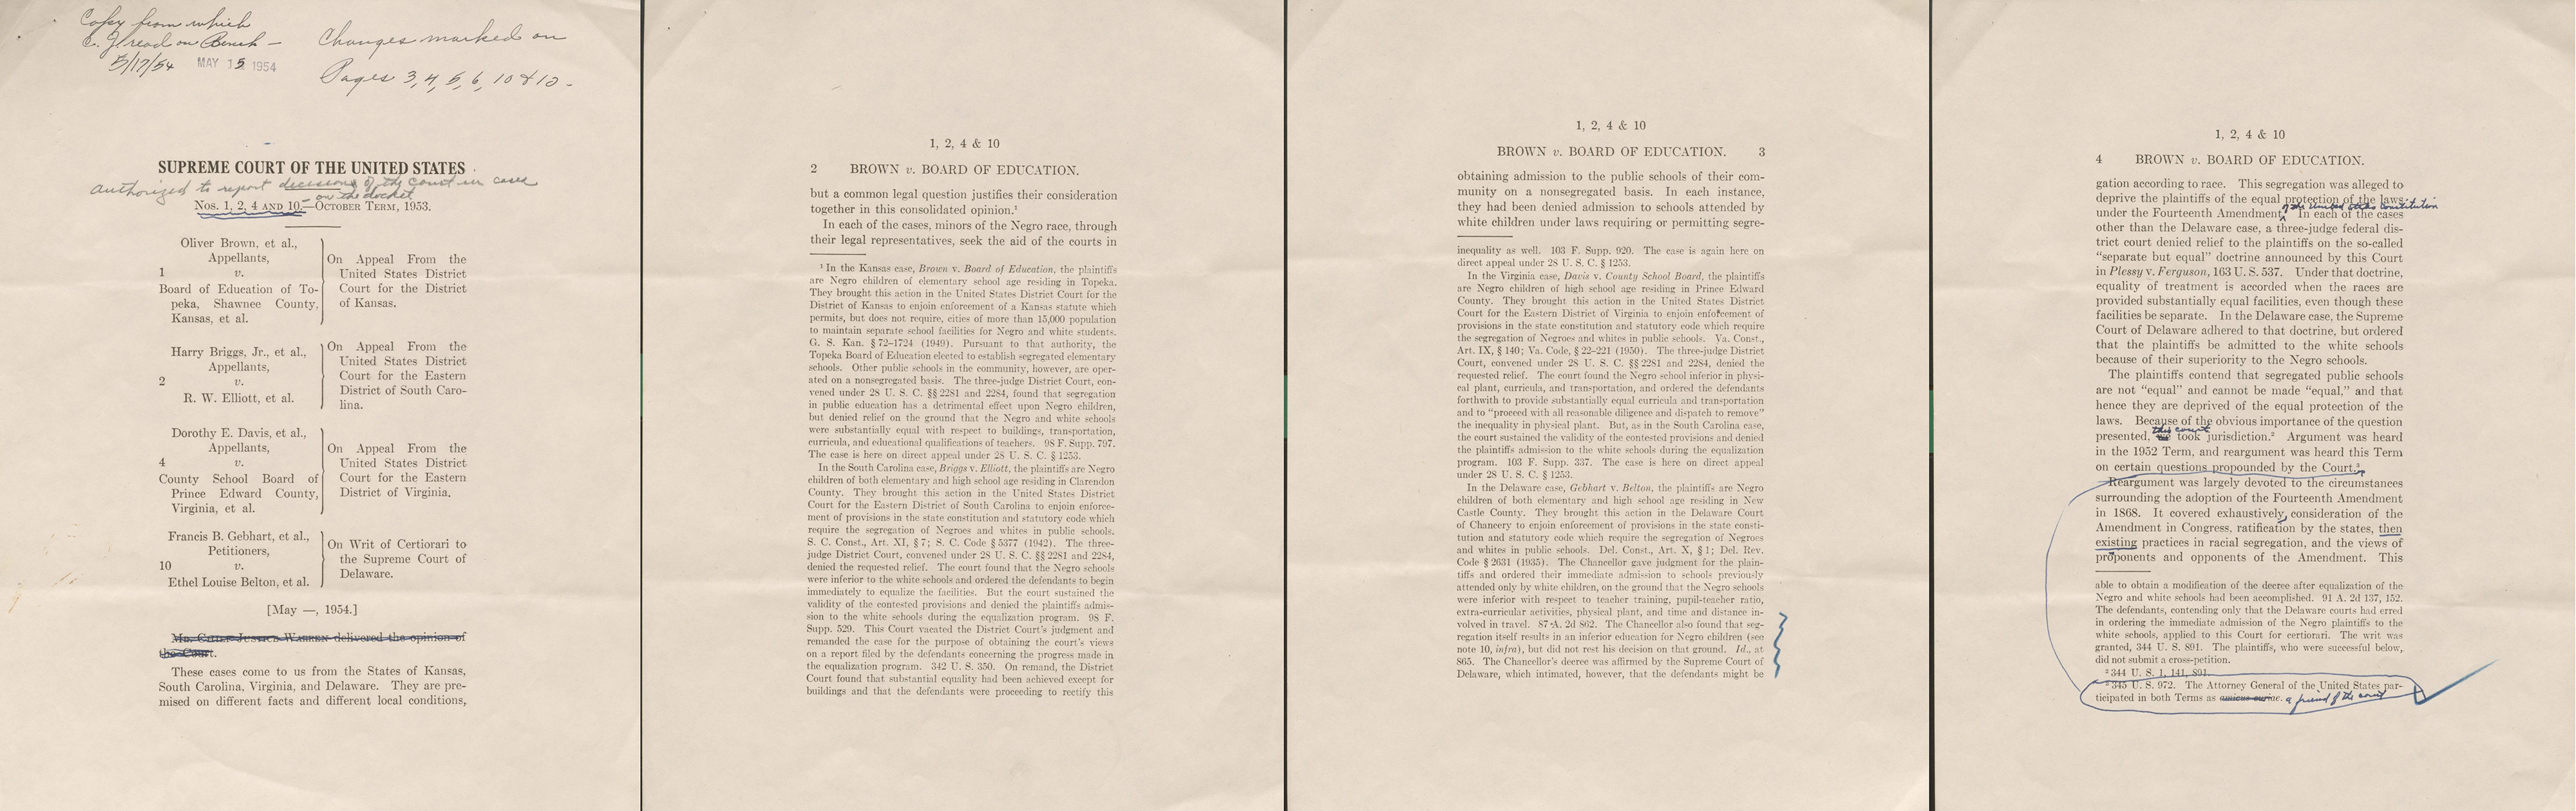 Copy from which
C. J. read on Bench -
5/17/54 MAY 15 1954
Changes marked on
Pages 3, 4, 5, 6, 10 & 12 -
SUPREME COURT OF THE UNITED STATES
authorized to report decisions of the Court in cases
on the docket
Nos. 1, 2, 4 AND 10.—OCTOBER TERM, 1953.
Oliver Brown, et al.,
Appellants,
1 v.
Board of Education of To-
peka, Shawnee County,
Kansas, et al.
On Appeal From the
United States District
Court for the District
of Kansas.
Harry Briggs, Jr., et al.,
Appellants,
2 v.
R. W. Elliott, et al.
On Appeal From the
United States District
Court for the Eastern
District of South Caro-
lina.
Dorothy E. Davis, et al.,
Appellants,
4 v.
County School Board of
Prince Edward County,
Virginia, et al.
On Appeal From the
United States District
Court for the Eastern
District of Virginia.
Francis B. Gebhart, et al.,
Petitioners,
10 v.
Ethel Louise Belton, et al.
On Writ of Certiorari to
the Supreme Court of
Delaware.
[May —, 1954.]
MR. CHIEF JUSTICE WARREN delivered the opinion of
the Court.
These cases come to us from the States of Kansas,
South Carolina, Virginia, and Delaware. They are pre-
mised on different facts and different local conditions,
1, 2, 4 & 10
2 BROWN v. BOARD OF EDUCATION.
but a common legal question justifies their consideration
together in this consolidated opinion.¹
In each of the cases, minors of the Negro race, through
their legal representatives, seek the aid of the courts in
¹ In the Kansas case, Brown v. Board of Education, the plaintiffs
are Negro children of elementary school age residing in Topeka.
They brought this action in the United States District Court for the
District of Kansas to enjoin enforcement of a Kansas statute which
permits, but does not require, cities of more than 15,000 population
to maintain separate school facilities for Negro and white students.
G. S. Kan. § 72–1724 (1949). Pursuant to that authority, the
Topeka Board of Education elected to establish segregated elementary
schools. Other public schools in the community, however, are oper-
ated on a nonsegregated basis. The three-judge District Court, con-
vened under 28 U. S. C. §§ 2281 and 2284, found that segregation
in public education has a detrimental effect upon Negro children,
but denied relief on the ground that the Negro and white schools
were substantially equal with respect to buildings, transportation,
curricula, and educational qualifications of teachers. 98 F. Supp. 797.
The case is here on direct appeal under 28 U. S. C. § 1253.
In the South Carolina case, Briggs v. Elliott, the plaintiffs are Negro
children of both elementary and high school age residing in Clarendon
County. They brought this action in the United States District
Court for the Eastern District of South Carolina to enjoin enforce-
ment of provisions in the state constitution and statutory code which
require the segregation of Negroes and whites in public schools.
S. C. Const., Art. XI, § 7; S. C. Code § 5377 (1942). The three-
judge District Court, convened under 28 U. S. C. §§ 2281 and 2284,
denied the requested relief. The court found that the Negro schools
were inferior to the white schools and ordered the defendants to begin
immediately to equalize the facilities. But the court sustained the
validity of the contested provisions and denied the plaintiffs admis-
sion to the white schools during the equalization program. 98 F.
Supp. 529. This Court vacated the District Court's judgment and
remanded the case for the purpose of obtaining the court's views
on a report filed by the defendants concerning the progress made in
the equalization program. 342 U. S. 350. On remand, the District
Court found that substantial equality had been achieved except for
buildings and that the defendants were proceeding to rectify this
1, 2, 4 & 10
BROWN v. BOARD OF EDUCATION. 3
obtaining admission to the public schools of their com-
munity on a nonsegregated basis. In each instance,
they had been denied admission to schools attended by
white children under laws requiring or permitting segre-
inequality as well. 103 F. Supp. 920. The case is again here on
direct appeal under 28 U. S. C. § 1253.
In the Virginia case, Davis v. County School Board, the plaintiffs
are Negro children of high school age residing in Prince Edward
County. They brought this action in the United States District
Court for the Eastern District of Virginia to enjoin enforcement of
provisions in the state constitution and statutory code which require
the segregation of Negroes and whites in public schools. Va. Const.,
Art. IX, § 140; Va. Code, § 22–221 (1950). The three-judge District
Court, convened under 28 U. S. C. §§ 2281 and 2284, denied the
requested relief. The court found the Negro school inferior in physi-
cal plant, curricula, and transportation, and ordered the defendants
forthwith to provide substantially equal curricula and transportation
and to "proceed with all reasonable diligence and dispatch to remove"
the inequality in physical plant. But, as in the South Carolina case,
the court sustained the validity of the contested provisions and denied
the plaintiffs admission to the white schools during the equalization
program. 103 F. Supp. 337. The case is here on direct appeal
under 28 U. S. C. § 1253.
In the Delaware case, Gebhart v. Belton, the plaintiffs are Negro
children of both elementary and high school age residing in New
Castle County. They brought this action in the Delaware Court
of Chancery to enjoin enforcement of provisions in the state consti-
tution and statutory code which require the segregation of Negroes
and whites in public schools. Del. Const., Art. X, § 1; Del. Rev.
Code § 2631 (1935). The Chancellor gave judgment for the plain-
tiffs and ordered their immediate admission to schools previously
attended only by white children, on the ground that the Negro schools
were inferior with respect to teacher training, pupil-teacher ratio,
extra-curricular activities, physical plant, and time and distance in-
volved in travel. 87 A. 2d 862. The Chancellor also found that seg-
regation itself results in an inferior education for Negro children (see
note 10, infra), but did not rest his decision on that ground. Id., at
865. The Chancellor's decree was affirmed by the Supreme Court of
Delaware, which intimated, however, that the defendants might be
1, 2, 4 & 10
4 BROWN v. BOARD OF EDUCATION.
gation according to race. This segregation was alleged to
deprive the plaintiffs of the equal protection of the laws
of the United States Constitution
under the Fourteenth Amendment. In each of the cases
other than the Delaware case, a three-judge federal dis-
trict court denied relief to the plaintiffs on the so-called
"separate but equal" doctrine announced by this Court
in Plessy v. Ferguson, 163 U. S. 537. Under that doctrine,
equality of treatment is accorded when the races are
provided substantially equal facilities, even though these
facilities be separate. In the Delaware case, the Supreme
Court of Delaware adhered to that doctrine, but ordered
that the plaintiffs be admitted to the white schools
because of their superiority to the Negro schools.
The plaintiffs contend that segregated public schools
are not "equal" and cannot be made "equal," and that
hence they are deprived of the equal protection of the
laws. Because of the obvious importance of the question
this court
presented, we took jurisdiction.² Argument was heard
in the 1952 Term, and reargument was heard this Term
on certain questions propounded by the Court.³
Reargument was largely devoted to the circumstances
surrounding the adoption of the Fourteenth Amendment
in 1868. It covered exhaustively, consideration of the
Amendment in Congress, ratification by the states, then
existing practices in racial segregation, and the views of
proponents and opponents of the Amendment. This
able to obtain a modification of the decree after equalization of the
Negro and white schools had been accomplished. 91 A. 2d 137, 152.
The defendants, contending only that the Delaware courts had erred
in ordering the immediate admission of the Negro plaintiffs to the
white schools, applied to this Court for certiorari. The writ was
granted, 344 U. S. 891. The plaintiffs, who were successful below,
did not submit a cross-petition.
² 344 U. S. 1, 141, 891.
³ 345 U. S. 972. The Attorney General of the United States par-
ticipated in both Terms as amicus curiae. a friend of the court